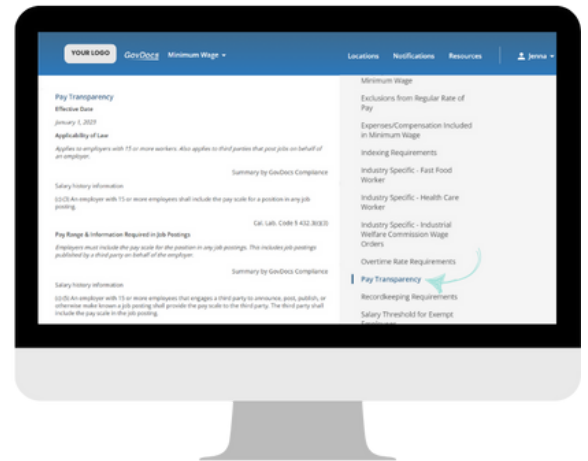 YOUR LOGO GovDocs Minimum Wage Locations Notifications Resources Jenna
Pay Transparency
Effective Date
January 1, 2023
Applicability of Law
Applies to employers with 15 or more workers. Also applies to third parties that post jobs on behalf of
an employer.
Summary by GovDocs Compliance
Salary history information
(c)(3) An employer with 15 or more employees shall include the pay scale for a position in any job
posting.
Cal. Lab. Code § 432.3(c)(3)
Pay Range & Information Required in Job Postings
Employers must include the pay scale for the position in any job postings. This includes job postings
published by a third party on behalf of the employer.
Summary by GovDocs Compliance
Salary history information
(c)(5) An employer with 15 or more employees that engages a third party to announce, post, publish, or
otherwise make known a job posting shall provide the pay scale to the third party. The third party shall
include the pay scale in the job posting.
Minimum Wage
Exclusions from Regular Rate of
Pay
Expenses/Compensation Included
in Minimum Wage
Indexing Requirements
Industry Specific - Fast Food
Worker
Industry Specific - Health Care
Worker
Industry Specific - Industrial
Welfare Commission Wage
Orders
Overtime Rate Requirements
Pay Transparency
Recordkeeping Requirements
Salary Threshold for Exempt